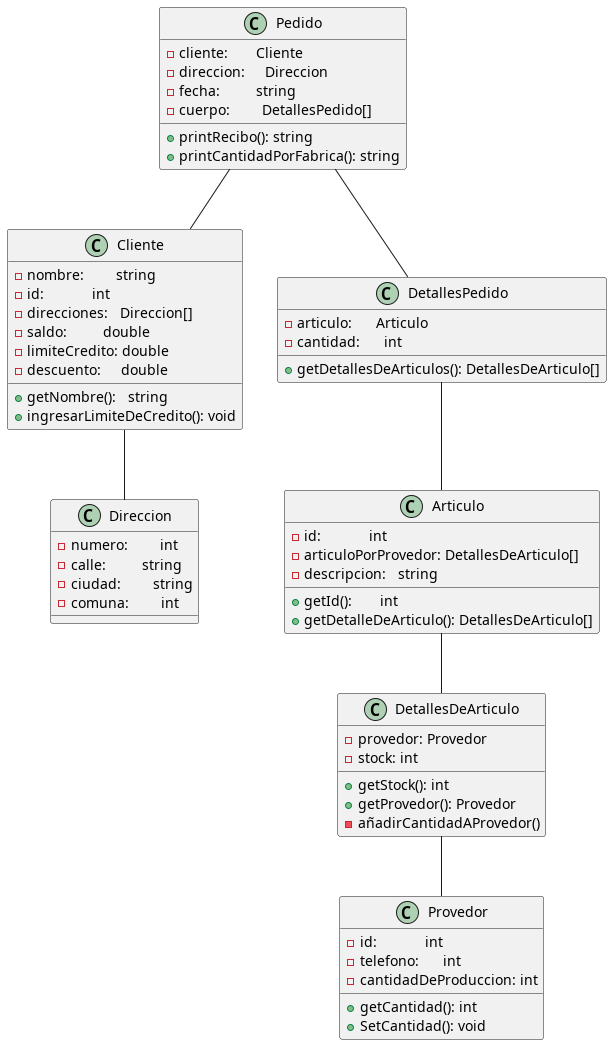 C Pedido
cliente: Cliente
direccion: Direccion
fecha: string
cuerpo: DetallesPedido[]
printRecibo(): string
printCantidadPorFabrica(): string
C Cliente
nombre: string
id: int
direcciones: Direccion[]
saldo: double
limiteCredito: double
descuento: double
getNombre(): string
ingresarLimiteDeCredito(): void
C DetallesPedido
articulo: Articulo
cantidad: int
getDetallesDeArticulos(): DetallesDeArticulo[]
C Direccion
numero: int
calle: string
ciudad: string
comuna: int
C Articulo
id: int
articuloPorProvedor: DetallesDeArticulo[]
descripcion: string
getId(): int
getDetalleDeArticulo(): DetallesDeArticulo[]
C DetallesDeArticulo
provedor: Provedor
stock: int
getStock(): int
getProvedor(): Provedor
añadirCantidadAProvedor()
C Provedor
id: int
telefono: int
cantidadDeProduccion: int
getCantidad(): int
SetCantidad(): void